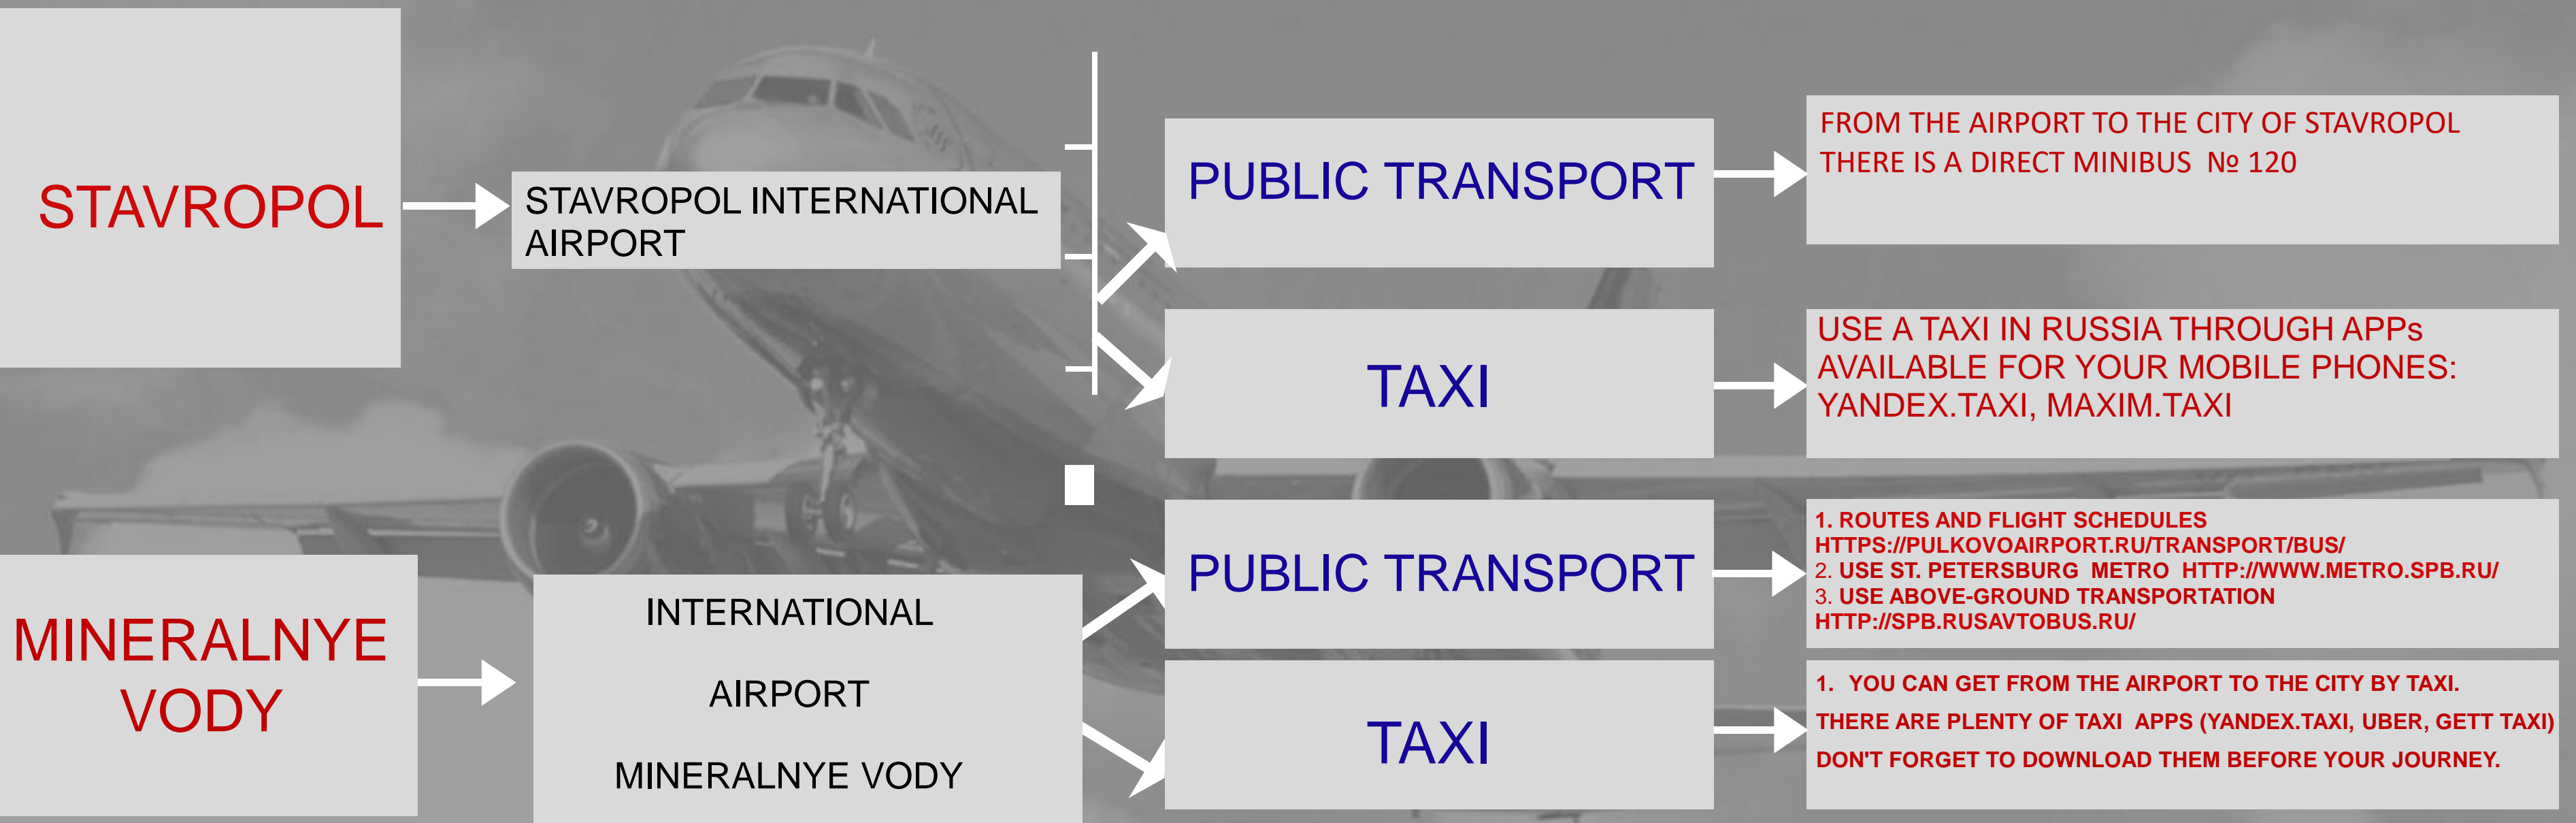 STAVROPOL
STAVROPOL INTERNATIONAL
AIRPORT
PUBLIC TRANSPORT
FROM THE AIRPORT TO THE CITY OF STAVROPOL
THERE IS A DIRECT MINIBUS № 120
TAXI
USE A TAXI IN RUSSIA THROUGH APPs
AVAILABLE FOR YOUR MOBILE PHONES:
YANDEX.TAXI, MAXIM.TAXI
MINERALNYE
VODY
INTERNATIONAL
AIRPORT
MINERALNYE VODY
PUBLIC TRANSPORT
1. ROUTES AND FLIGHT SCHEDULES
HTTPS://PULKOVOAIRPORT.RU/TRANSPORT/BUS/
2. USE ST. PETERSBURG METRO HTTP://WWW.METRO.SPB.RU/
3. USE ABOVE-GROUND TRANSPORTATION
HTTP://SPB.RUSAVTOBUS.RU/
TAXI
1. YOU CAN GET FROM THE AIRPORT TO THE CITY BY TAXI.
THERE ARE PLENTY OF TAXI APPS (YANDEX.TAXI, UBER, GETT TAXI)
DON'T FORGET TO DOWNLOAD THEM BEFORE YOUR JOURNEY.